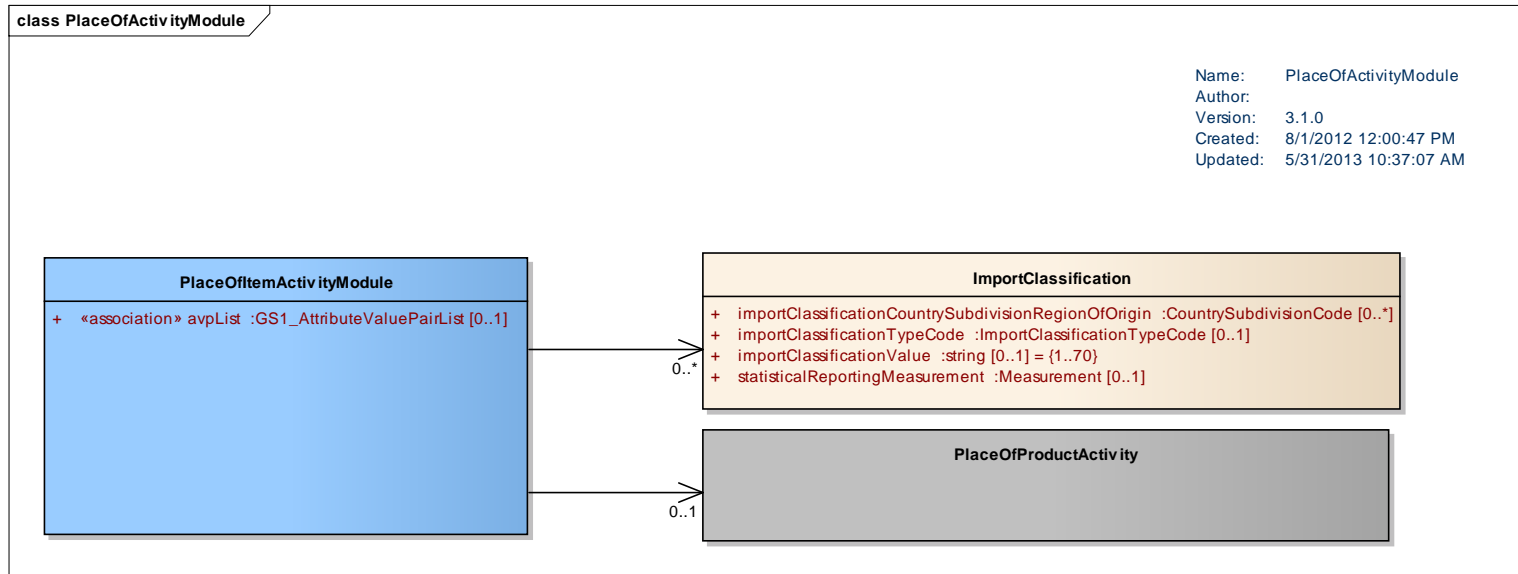 class PlaceOfActivityModule
Name: PlaceOfActivityModule
Author:
Version: 3.1.0
Created: 8/1/2012 12:00:47 PM
Updated: 5/31/2013 10:37:07 AM
PlaceOfItemActivityModule
+ «association» avpList :GS1_AttributeValuePairList [0..1]
ImportClassification
+ importClassificationCountrySubdivisionRegionOfOrigin :CountrySubdivisionCode [0..*]
+ importClassificationTypeCode :ImportClassificationTypeCode [0..1]
+ importClassificationValue :string [0..1] = {1..70}
+ statisticalReportingMeasurement :Measurement [0..1]
0..*
PlaceOfProductActivity
0..1